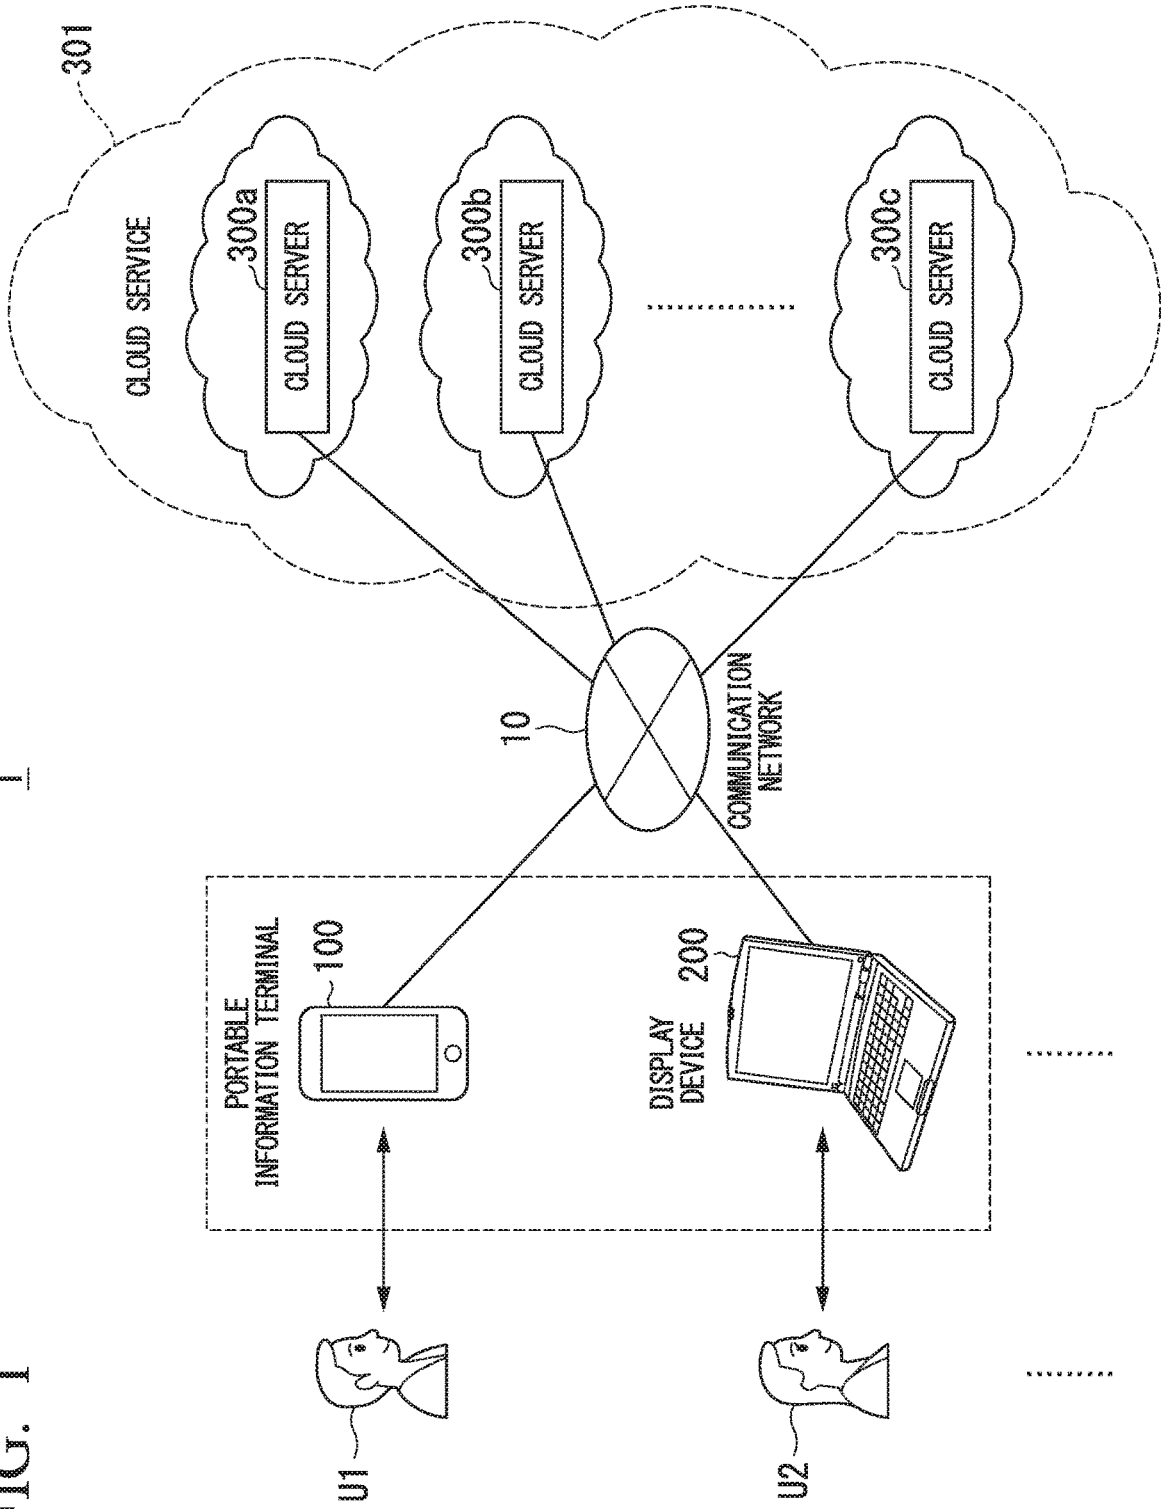 FIG. 1
1
301
CLOUD SERVICE
300a
CLOUD SERVER
300b
CLOUD SERVER
300c
CLOUD SERVER
10
COMMUNICATION
NETWORK
PORTABLE
INFORMATION TERMINAL
100
DISPLAY
DEVICE
200
U1
U2